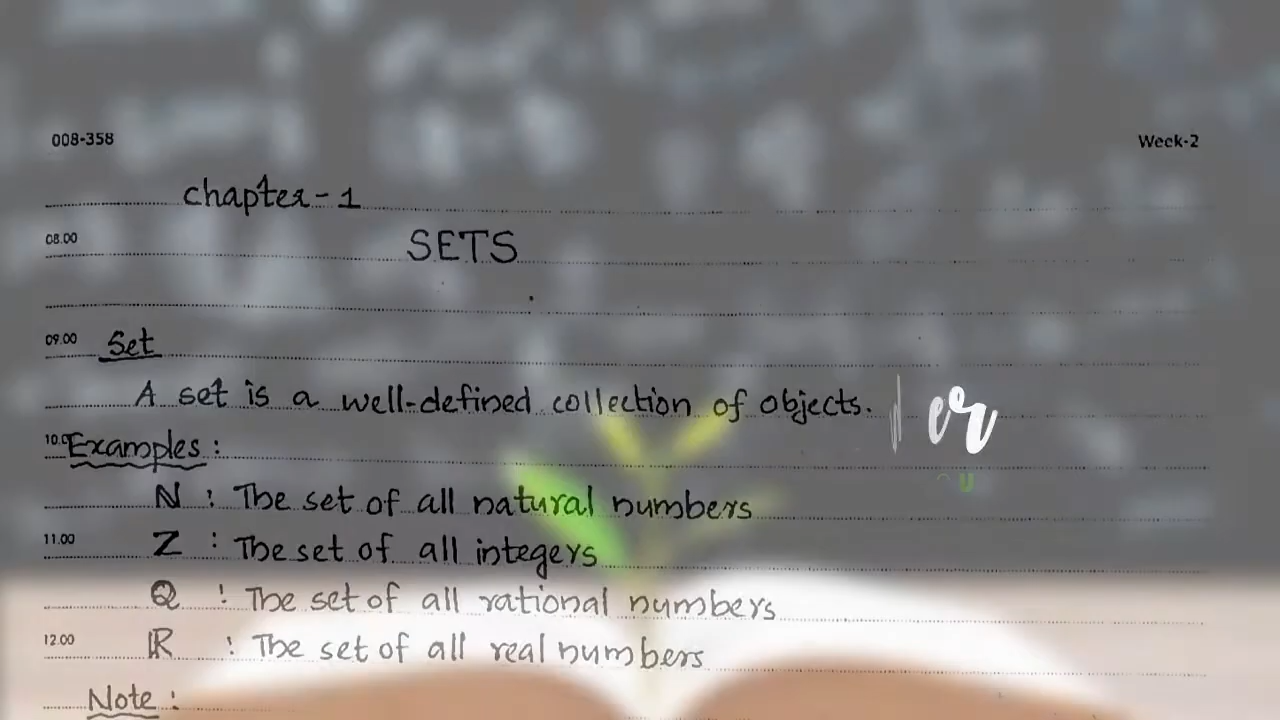 008-358 Week-2
Chapter-1
08.00
SETS
09.00 Set
A set is a well-defined collection of objects.
er
Examples :
N : The set of all natural numbers
11.00 Z : The set of all integers
Q : The set of all rational numbers
12.00 R : The set of all real numbers
Note :